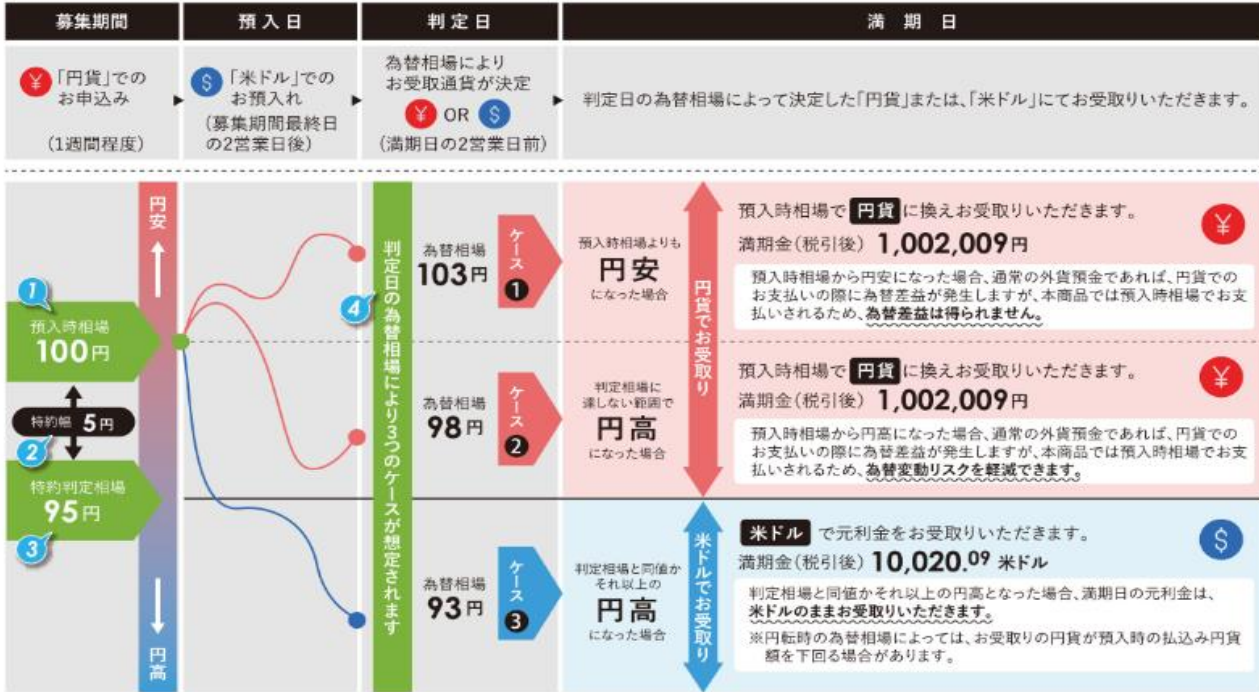 募集期間
預入日
判定日
満期日
¥
「円貨」での
お申込み
(1週間程度)
$
「米ドル」での
お預入れ
(募集期間最終日
の2営業日後)
為替相場により
お受取通貨が決定
¥ OR $
(満期日の2営業日前)
判定日の為替相場によって決定した「円貨」または、「米ドル」にてお受取りいただきます。
円安
1
預入時相場
100円
特約幅 5円
2
特約判定相場
95円
3
円高
4
判定日の為替相場により3つのケースが想定されます
為替相場
103円
ケース
1
預入時相場よりも
円安
になった場合
円貨でお受取り
預入時相場で 円貨 に換えお受取りいただきます。
満期金(税引後) 1,002,009円
¥
預入時相場から円安になった場合、通常の外貨預金であれば、円貨での
お支払いの際に為替差益が発生しますが、本商品では預入時相場でお支
払いされるため、為替差益は得られません。
為替相場
98円
ケース
2
判定相場に
達しない範囲で
円高
になった場合
預入時相場で 円貨 に換えお受取りいただきます。
満期金(税引後) 1,002,009円
¥
預入時相場から円高になった場合、通常の外貨預金であれば、円貨での
お支払いの際に為替差損が発生しますが、本商品では預入時相場でお支
払いされるため、為替変動リスクを軽減できます。
為替相場
93円
ケース
3
判定相場と同値か
それ以上の
円高
になった場合
米ドルでお受取り
米ドル で元利金をお受取りいただきます。
満期金(税引後) 10,020.09 米ドル
$
判定相場と同値かそれ以上の円高となった場合、満期日の元利金は、
米ドルのままお受取りいただきます。
※円転時の為替相場によっては、お受取りの円貨が預入時の払込み円貨
額を下回る場合があります。